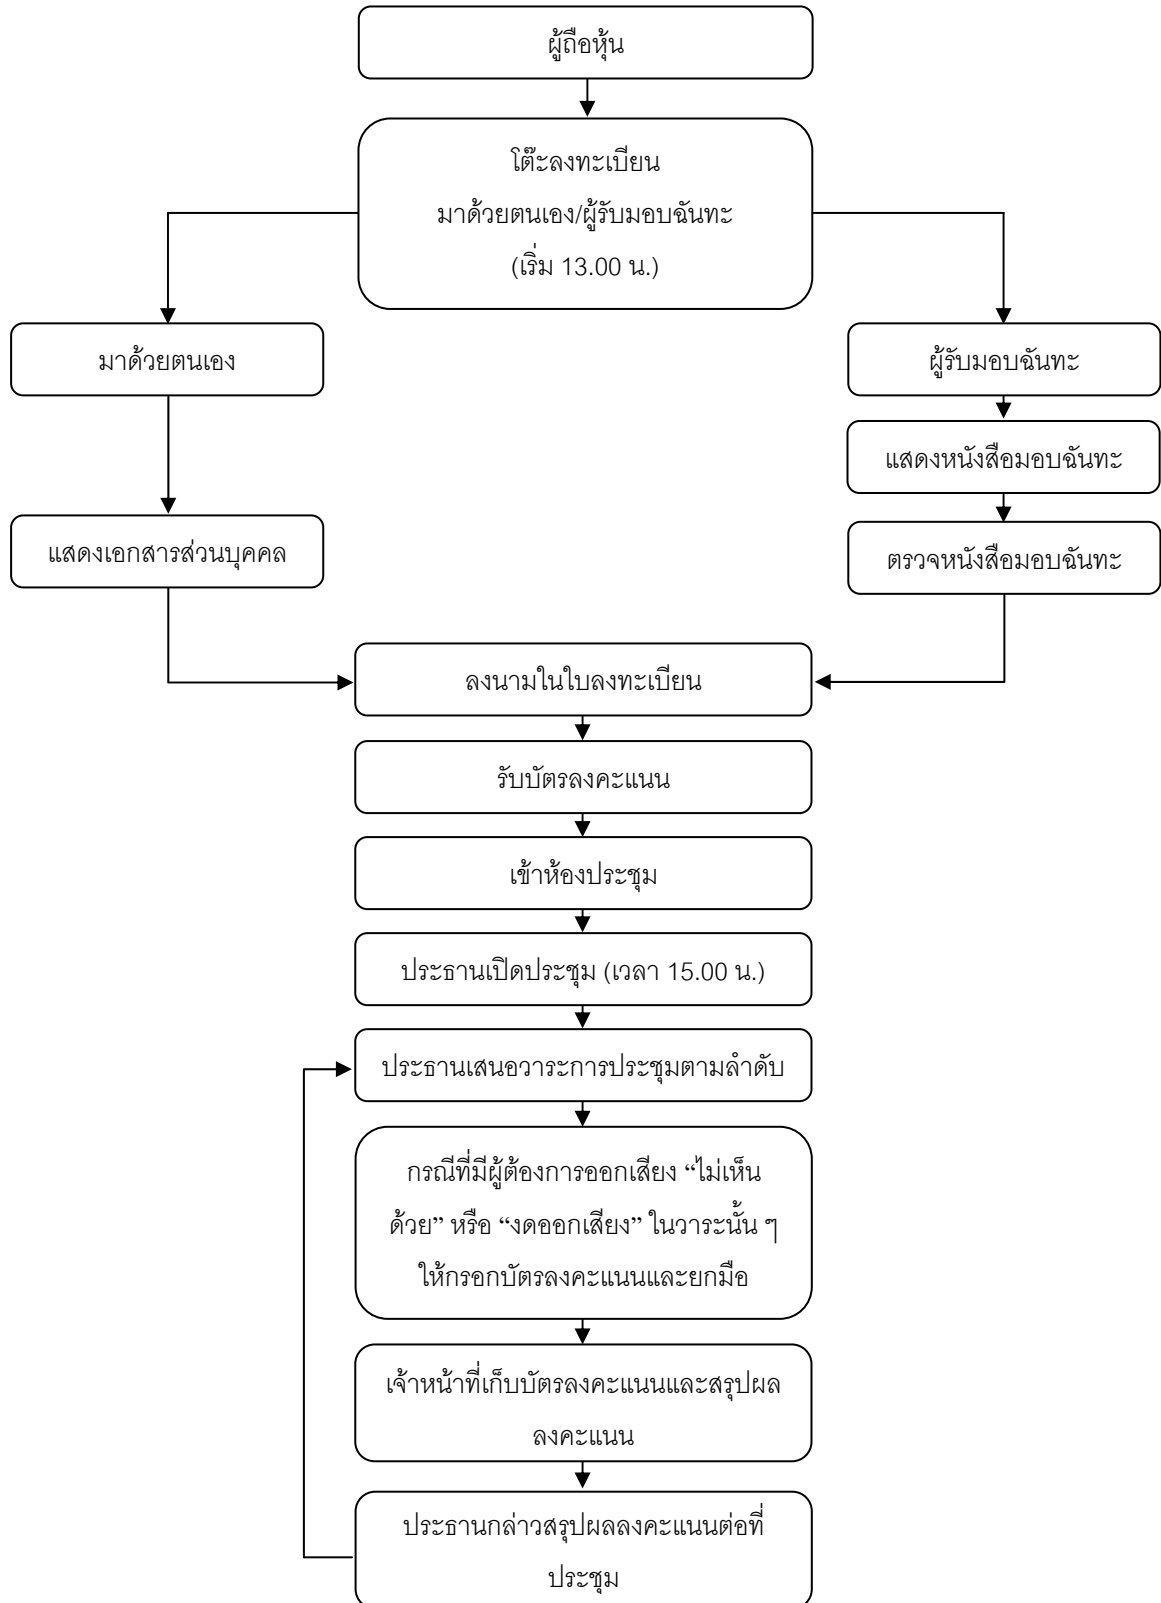 ผู้ถือหุ้น
โต๊ะลงทะเบียน
มาด้วยตนเอง/ผู้รับมอบฉันทะ
(เริ่ม 13.00 น.)
มาด้วยตนเอง
ผู้รับมอบฉันทะ
แสดงหนังสือมอบฉันทะ
แสดงเอกสารส่วนบุคคล
ตรวจหนังสือมอบฉันทะ
ลงนามในใบลงทะเบียน
รับบัตรลงคะแนน
เข้าห้องประชุม
ประธานเปิดประชุม (เวลา 15.00 น.)
ประธานเสนอวาระการประชุมตามลำดับ
กรณีที่มีผู้ต้องการออกเสียง “ไม่เห็น
ด้วย” หรือ “งดออกเสียง” ในวาระนั้น ๆ
ให้กรอกบัตรลงคะแนนและยกมือ
เจ้าหน้าที่เก็บบัตรลงคะแนนและสรุปผล
ลงคะแนน
ประธานกล่าวสรุปผลลงคะแนนต่อที่
ประชุม